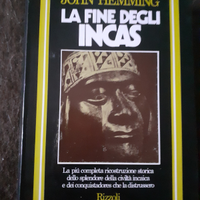 JOHN HEMMING
LA FINE DEGLI
INCAS
La più completa ricostruzione storica
dello splendore della civiltà incaica
e dei conquistadores che la distrussero
Rizzoli